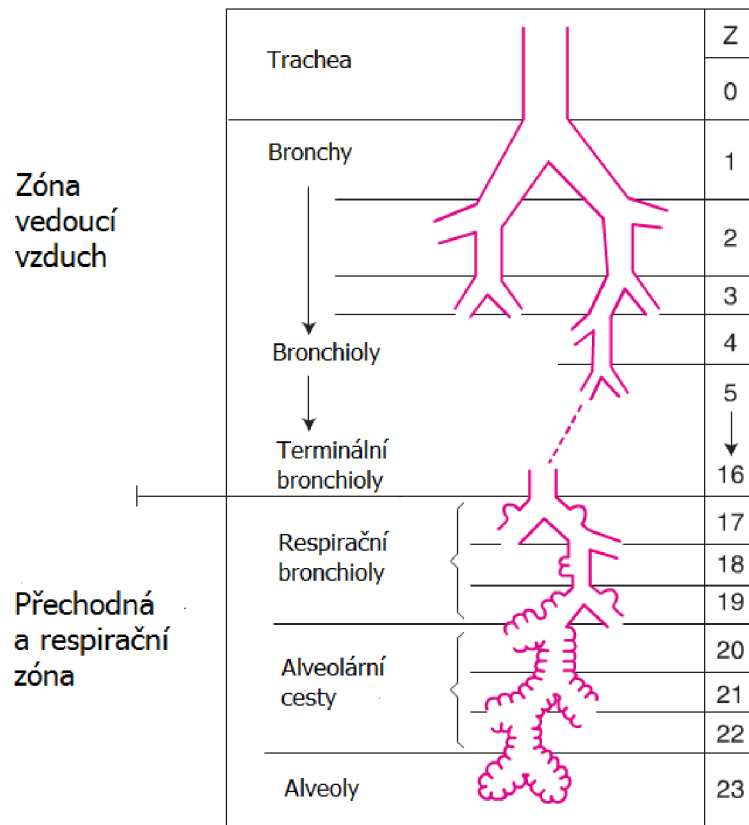 Z
Trachea
0
Bronchy
1
Zóna
vedoucí
vzduch
2
3
Bronchioly
4
5
Terminální
bronchioly
16
17
Respirační
bronchioly
18
19
Přechodná
a respirační
zóna
20
Alveolární
cesty
21
22
Alveoly
23